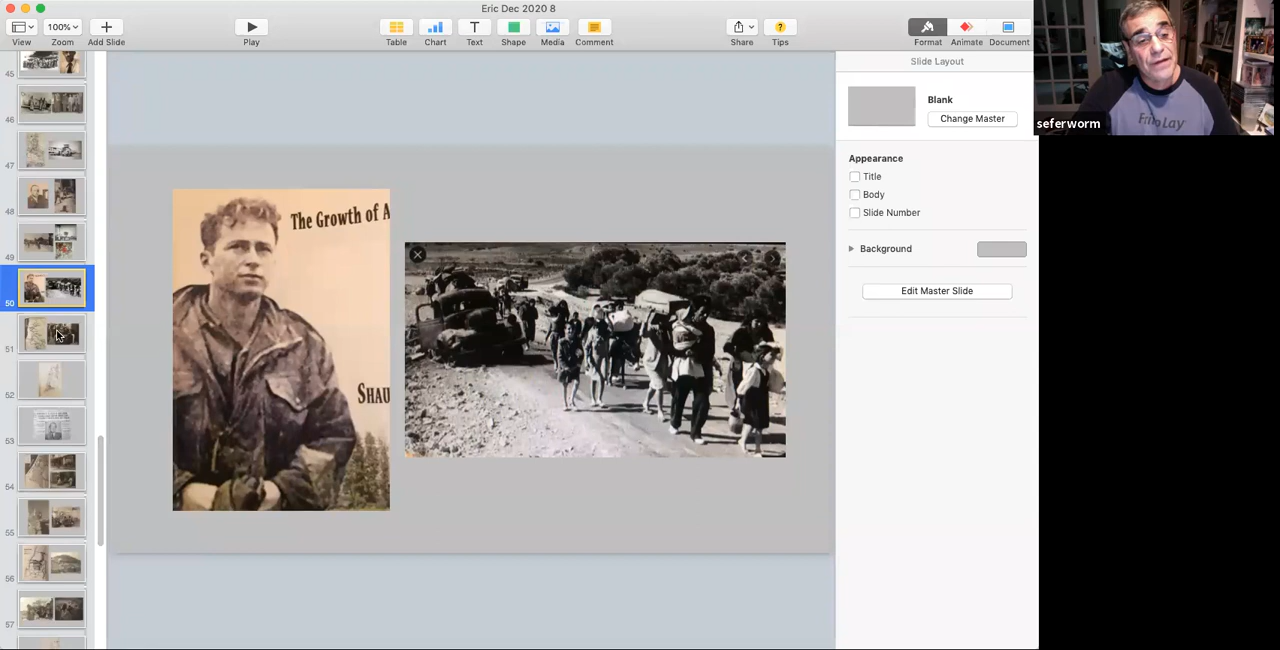 Eric Dec 2020 8
100%
View
Zoom
Add Slide
Play
Table
Chart
Text
Shape
Media
Comment
Share
Tips
Format
Animate
Document
Slide Layout
Blank
Change Master
Appearance
Title
Body
Slide Number
Background
Edit Master Slide
45
46
47
48
49
50
51
52
53
54
55
56
57
The Growth of A
SHAU
seferworm
Frito Lay